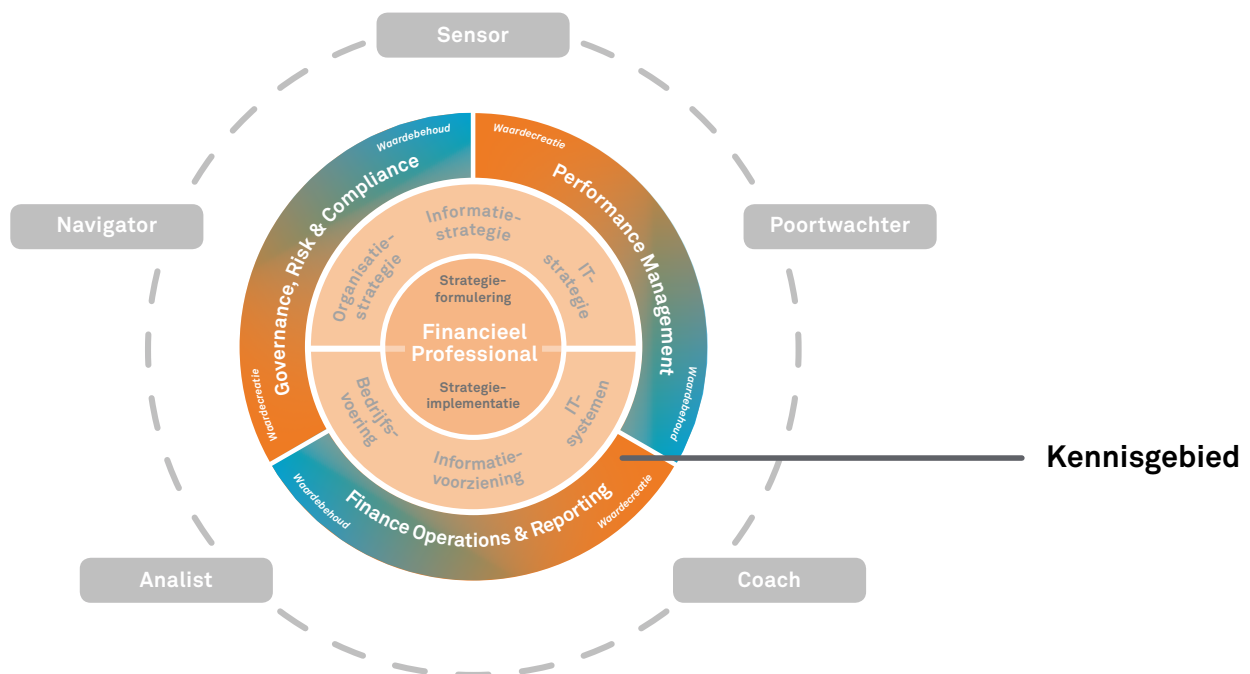 Sensor
Waardebehoud
Waardecreatie
Governance, Risk & Compliance
Performance Management
Navigator
Poortwachter
Informatie-
strategie
Organisatie-
strategie
IT-
strategie
Strategie-
formulering
Financieel
Professional
Strategie-
implementatie
Waardecreatie
Waardebehoud
Bedrijfs-
voering
IT-
systemen
Informatie-
voorziening
Kennisgebied
Waardebehoud
Finance Operations & Reporting
Waardecreatie
Analist
Coach